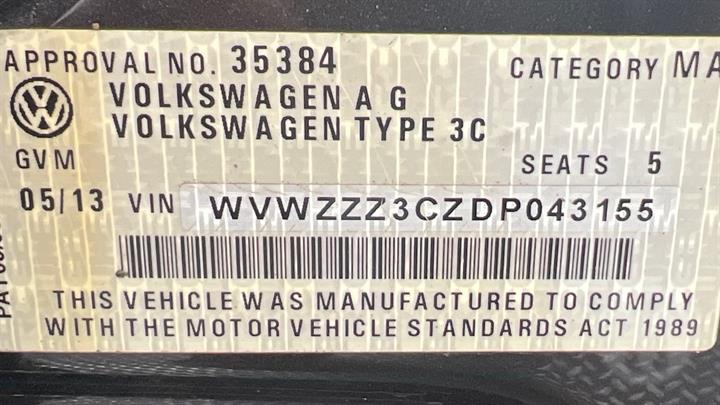 APPROVAL NO. 35384 CATEGORY MA
VOLKSWAGEN A G
VOLKSWAGEN TYPE 3C
GVM SEATS 5
05/13 VIN WVWZZZ3CZDP043155
THIS VEHICLE WAS MANUFACTURED TO COMPLY
WITH THE MOTOR VEHICLE STANDARDS ACT 1989